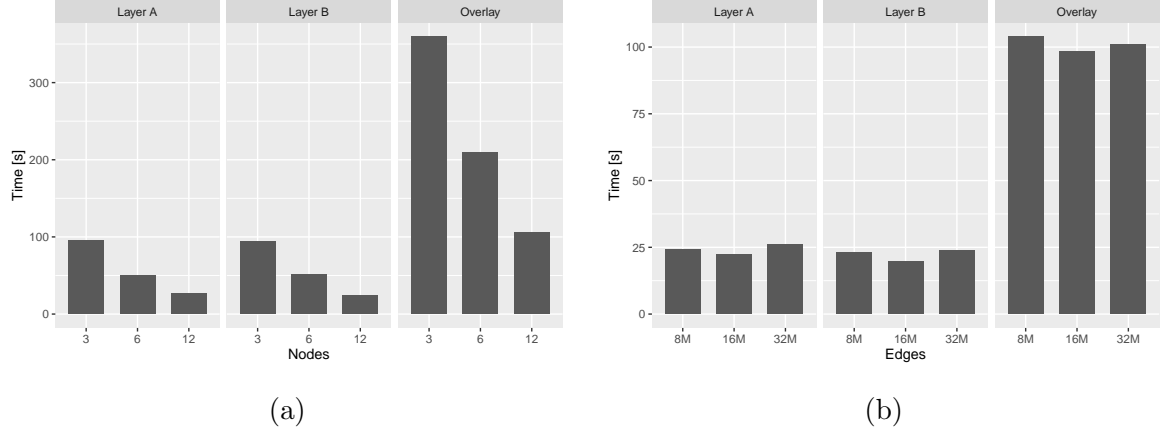 Layer A Layer B Overlay
300
200
100
0
3 6 12 3 6 12 3 6 12
Nodes
Time [s]
(a)
Layer A Layer B Overlay
100
75
50
25
0
8M 16M 32M 8M 16M 32M 8M 16M 32M
Edges
Time [s]
(b)